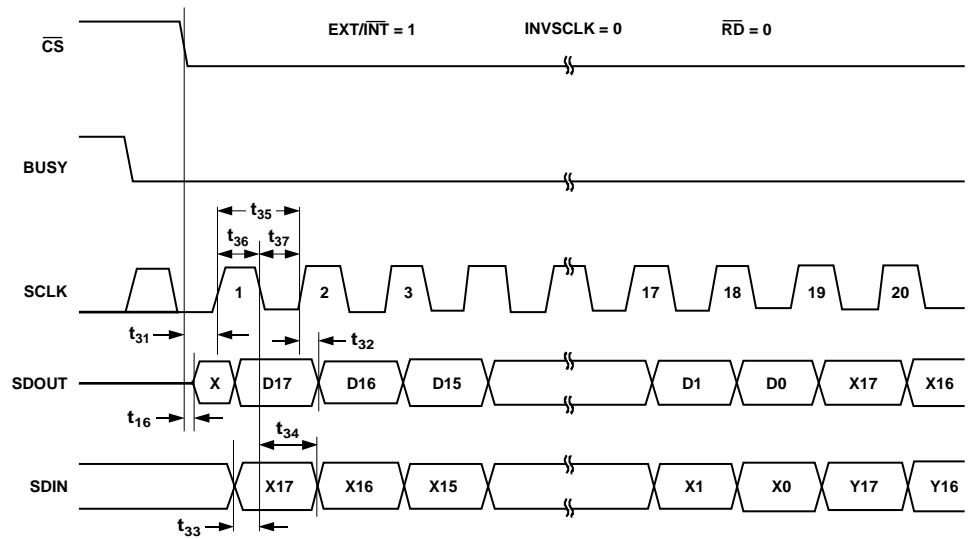 EXT/INT = 1 INVSCLK = 0 RD = 0
CS
BUSY
t35
t36 t37
SCLK 1 2 3 17 18 19 20
t31 t32
SDOUT X D17 D16 D15 D1 D0 X17 X16
t16 t34
SDIN X17 X16 X15 X1 X0 Y17 Y16
t33